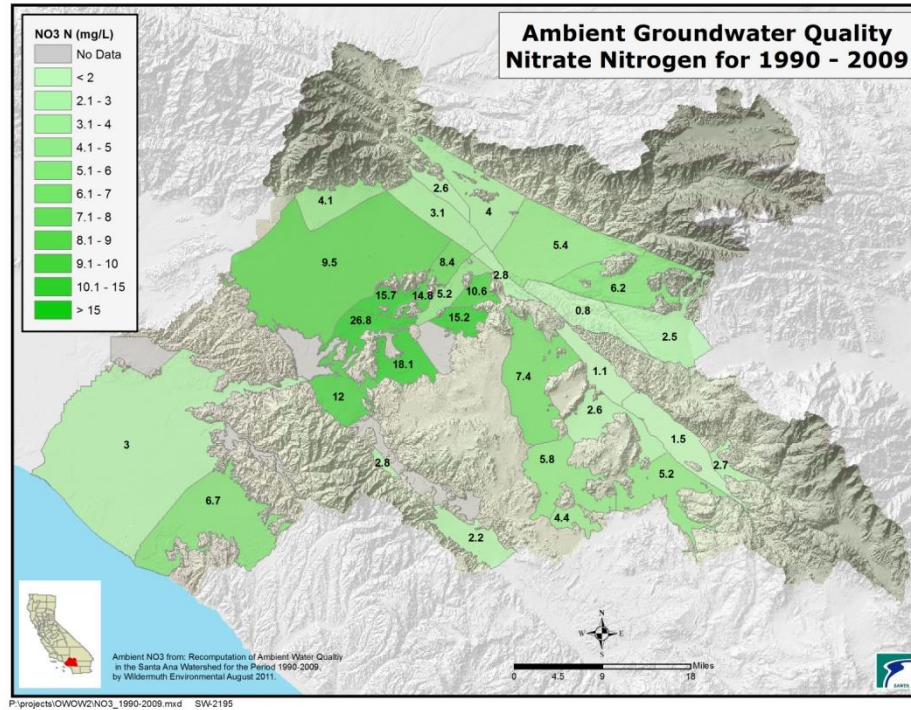 Ambient Groundwater Quality
Nitrate Nitrogen for 1990 - 2009
NO3 N (mg/L)
No Data
< 2
2.1 - 3
3.1 - 4
4.1 - 5
5.1 - 6
6.1 - 7
7.1 - 8
8.1 - 9
9.1 - 10
10.1 - 15
> 15
4.1
2.6
4
3.1
5.4
9.5
8.4
2.8
6.2
15.7
14.8
5.2
10.6
0.8
26.8
15.2
2.5
18.1
7.4
1.1
12
2.6
3
1.5
2.8
5.8
5.2
2.7
6.7
4.4
2.2
N
W
E
S
Miles
0
4.5
9
18
Ambient NO3 from: Recomputation of Ambient Water Qualtiy
in the Santa Ana Watershed for the Period 1990-2009.
by Wildermuth Environmental August 2011.
SANTA
P:\projects\OWOW2\NO3_1990-2009.mxd SW-2195